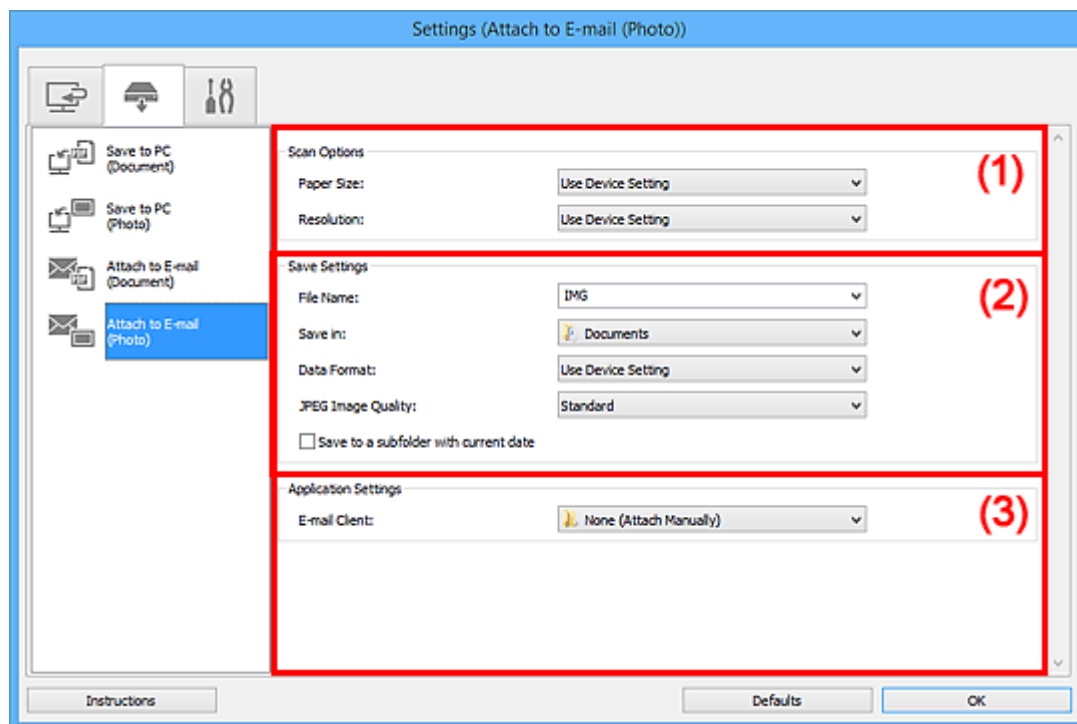 Settings (Attach to E-mail (Photo))
Save to PC
(Document)
Save to PC
(Photo)
Attach to E-mail
(Document)
Attach to E-mail
(Photo)
Scan Options
(1)
Paper Size: Use Device Setting
Resolution: Use Device Setting
Save Settings
(2)
File Name: IMG
Save in: Documents
Data Format: Use Device Setting
JPEG Image Quality: Standard
Save to a subfolder with current date
Application Settings
(3)
E-mail Client: None (Attach Manually)
Instructions Defaults OK